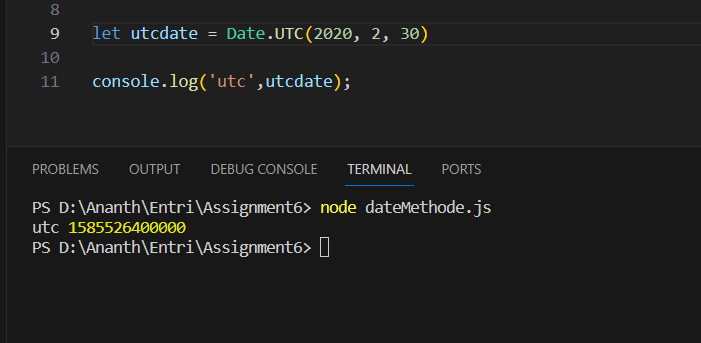 8
9 let utcdate = Date.UTC(2020, 2, 30)
10
11 console.log('utc',utcdate);
PROBLEMS OUTPUT DEBUG CONSOLE TERMINAL PORTS
PS D:\Ananth\Entri\Assignment6> node dateMethode.js
utc 1585526400000
PS D:\Ananth\Entri\Assignment6>